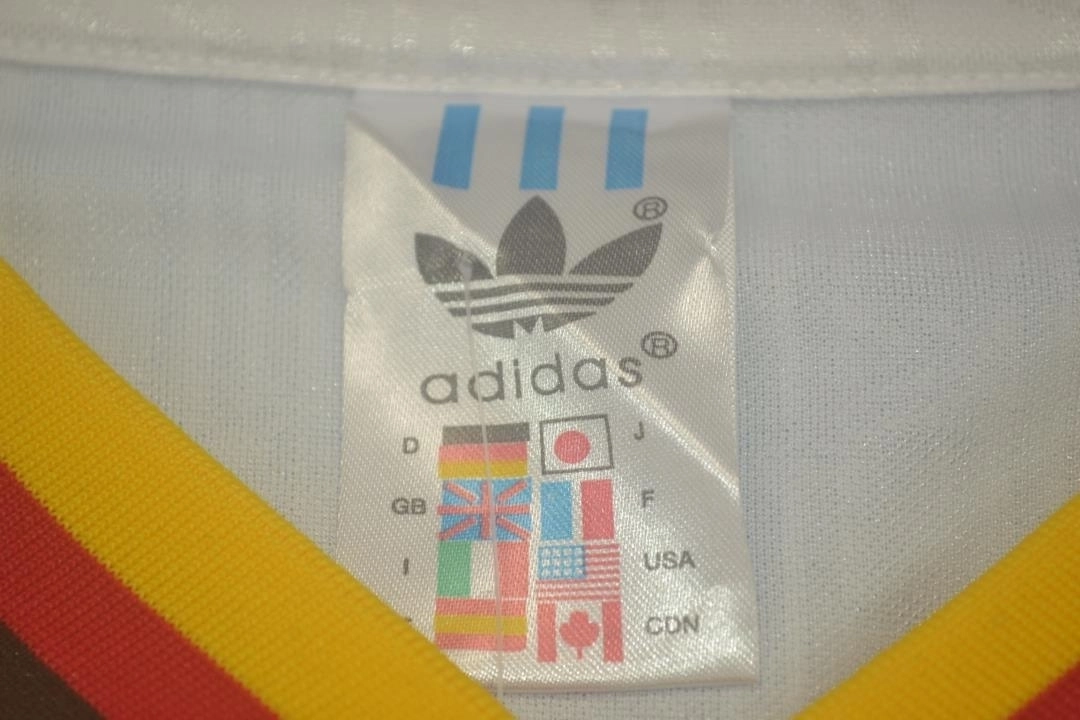 ®
adidas®
D J
GB F
I USA
CDN